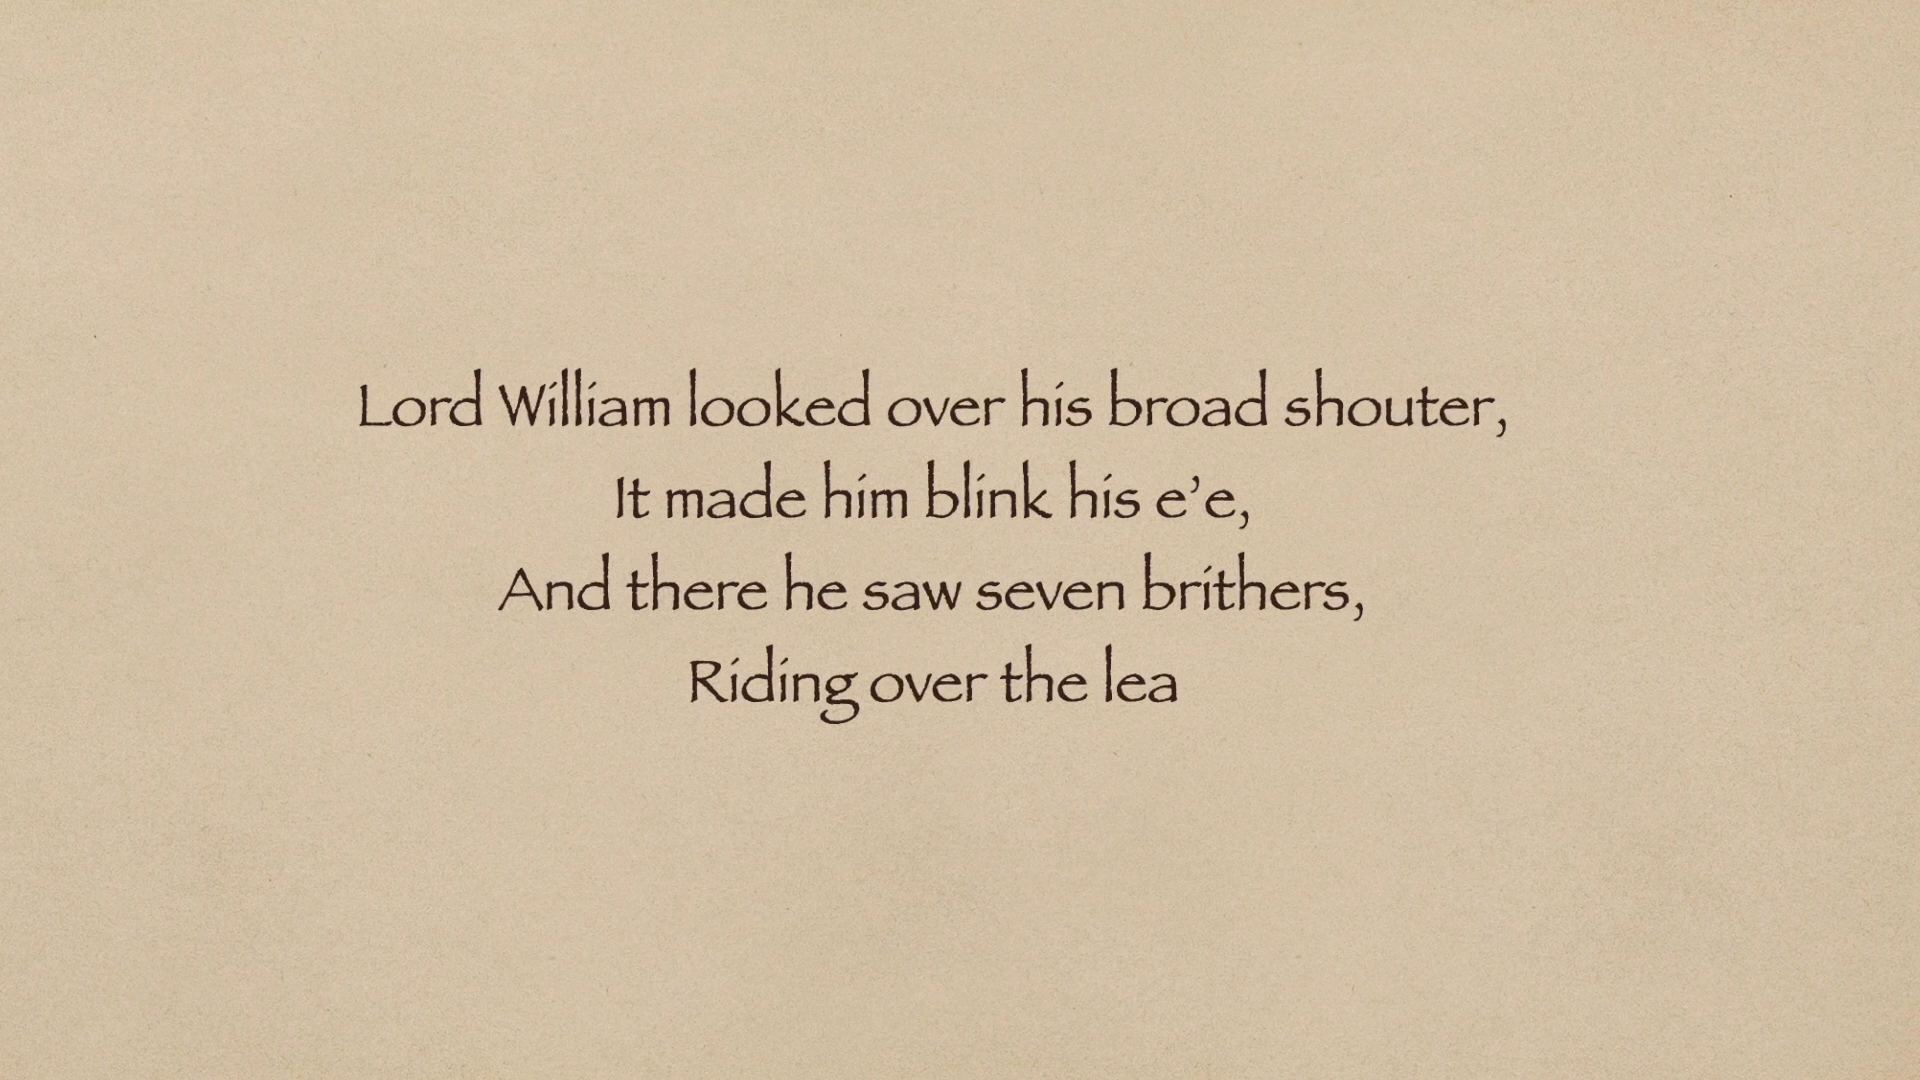 Lord William looked over his broad shouter,
It made him blink his e’e,
And there he saw seven brithers,
Riding over the lea